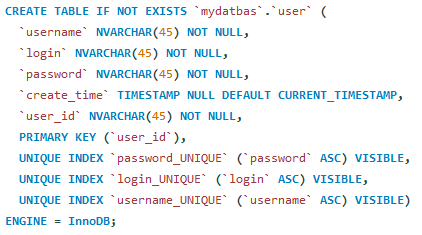 CREATE TABLE IF NOT EXISTS `mydatbas`.`user` (
`username` NVARCHAR(45) NOT NULL,
`login` NVARCHAR(45) NOT NULL,
`password` NVARCHAR(45) NOT NULL,
`create_time` TIMESTAMP NULL DEFAULT CURRENT_TIMESTAMP,
`user_id` NVARCHAR(45) NOT NULL,
PRIMARY KEY (`user_id`),
UNIQUE INDEX `password_UNIQUE` (`password` ASC) VISIBLE,
UNIQUE INDEX `login_UNIQUE` (`login` ASC) VISIBLE,
UNIQUE INDEX `username_UNIQUE` (`username` ASC) VISIBLE)
ENGINE = InnoDB;